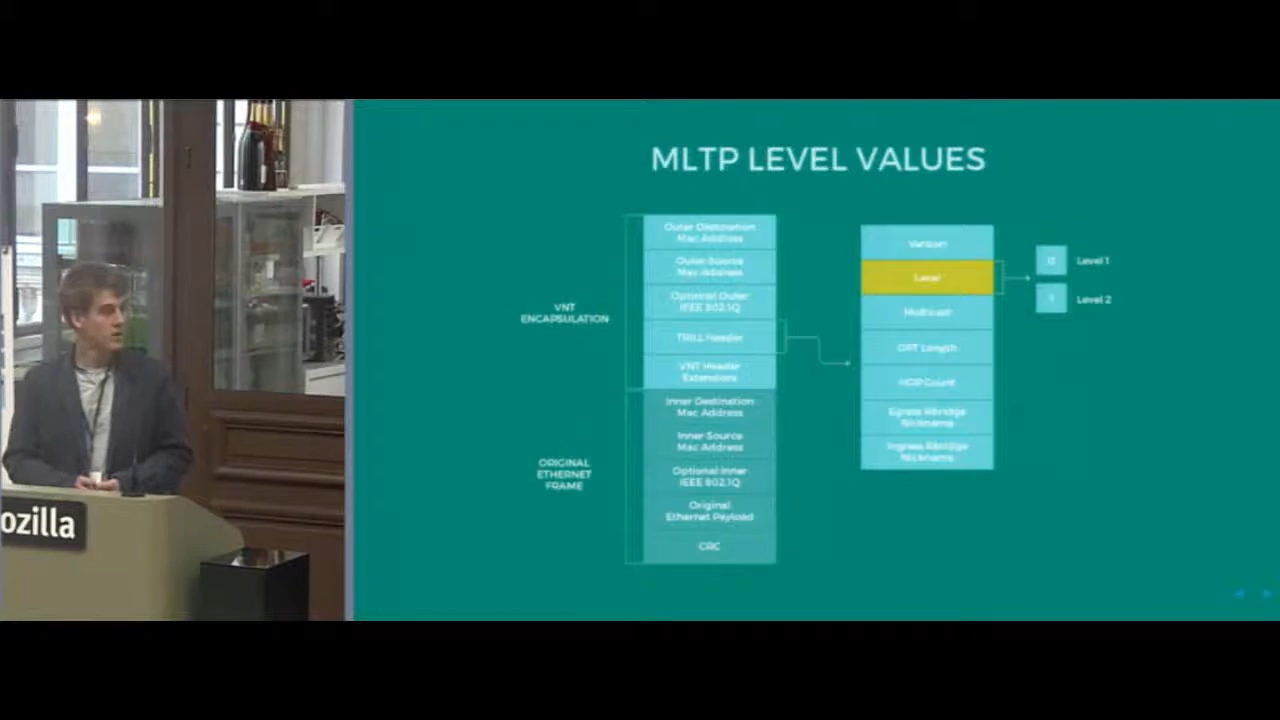 MLTP LEVEL VALUES
Outer Destination
Mac Address
Outer Source
Mac Address
Optional Outer
IEEE 802.1Q
TRILL Header
VNT Header
Extensions
VNT
ENCAPSULATION
Inner Destination
Mac Address
Inner Source
Mac Address
Optional Inner
IEEE 802.1Q
Original
Ethernet Payload
CRC
ORIGINAL
ETHERNET
FRAME
Version
Level
Multicast
OPT Length
HOP Count
Egress Rbridge
Nickname
Ingress Rbridge
Nickname
0
Level 1
1
Level 2
ozilla